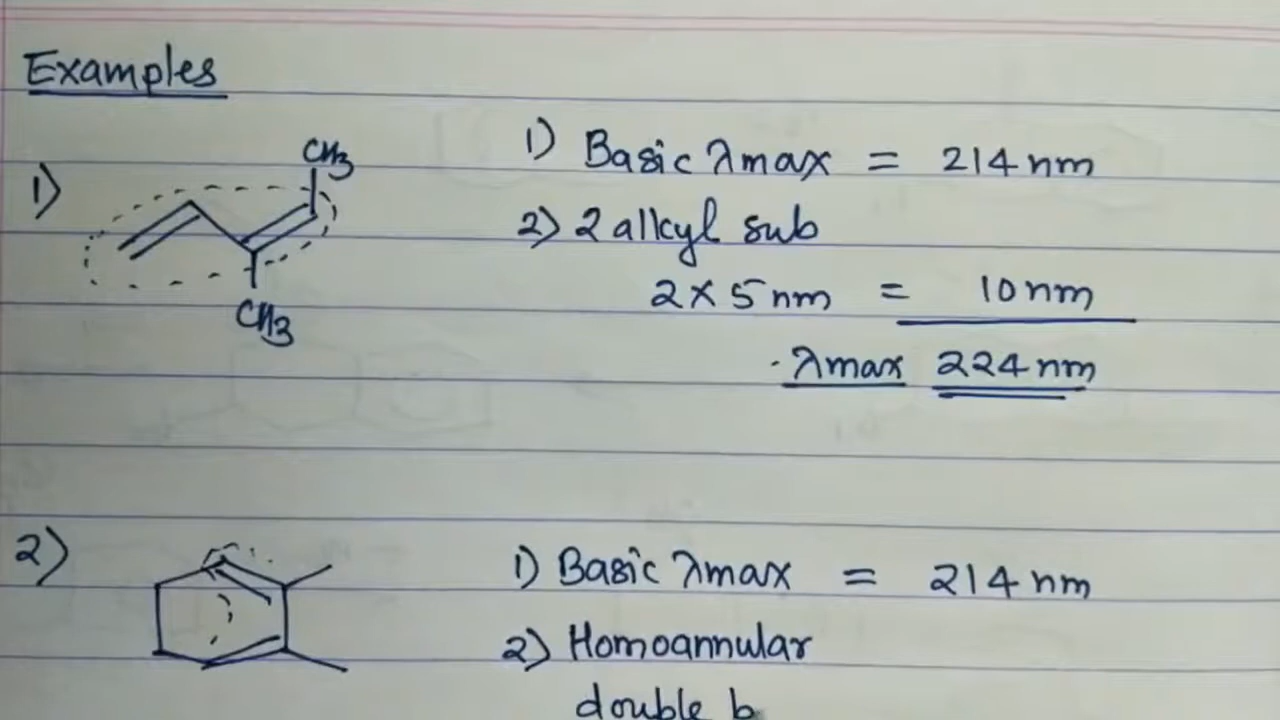 Examples
1)
CH3
CH3
1) Basic λmax = 214 nm
2) 2 alkyl sub
2 × 5 nm = 10 nm
λmax 224 nm
2)
1) Basic λmax = 214 nm
2) Homoannular
double b